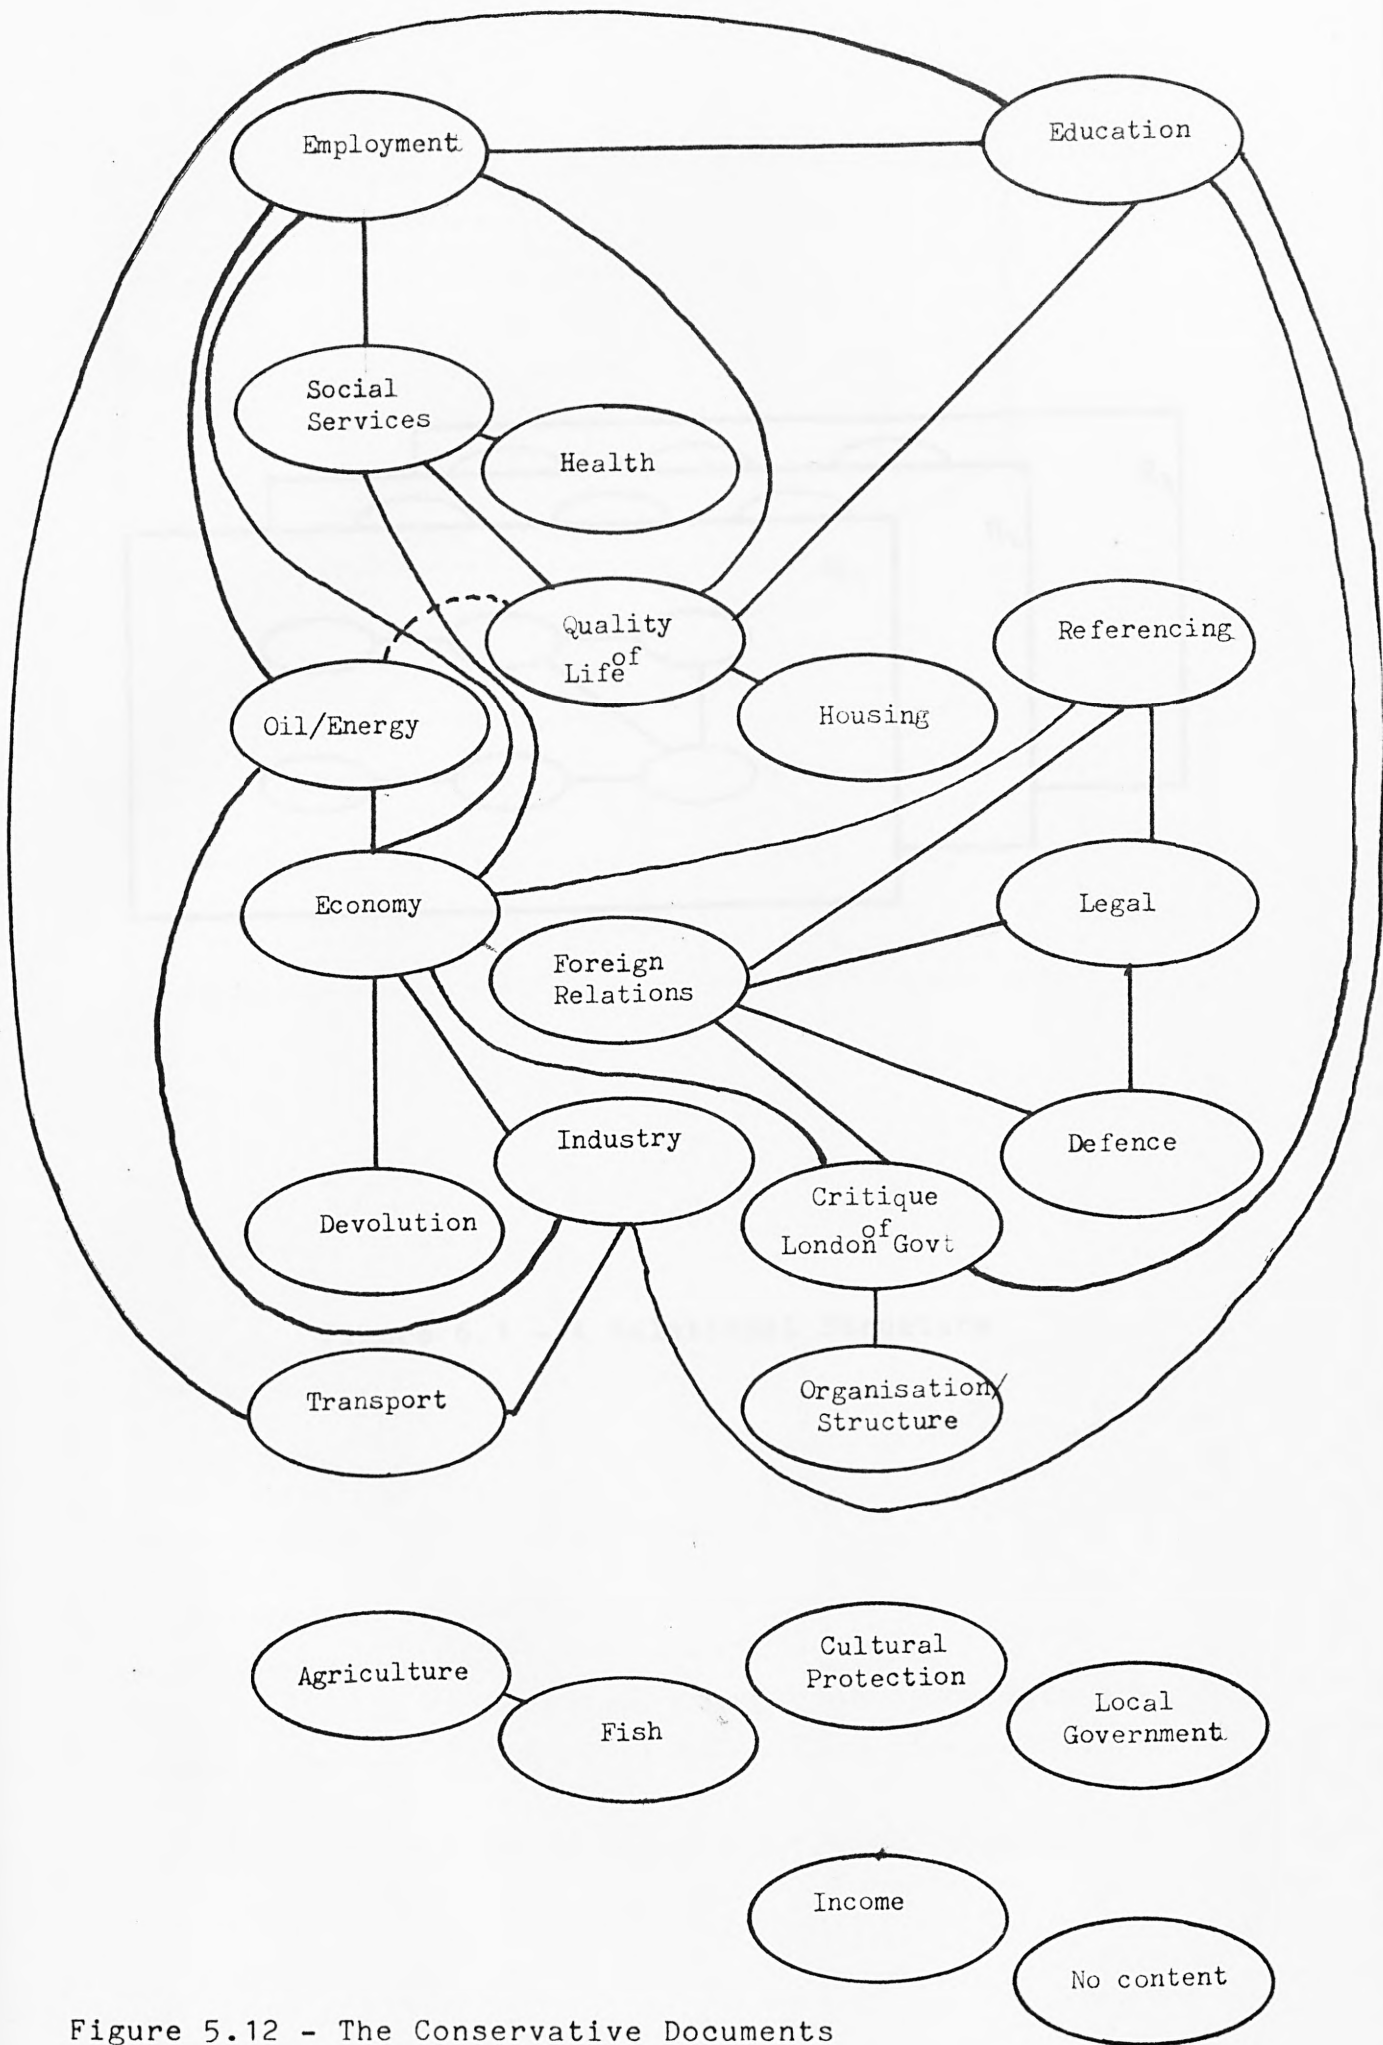 Employment
Education
Social
Services
Health
Quality
of
Life
Referencing
Oil/Energy
Housing
Economy
Legal
Foreign
Relations
Industry
Defence
Critique
of
London Govt
Devolution
Organisation/
Structure
Transport
Agriculture
Fish
Cultural
Protection
Local
Government
Income
No content
Figure 5.12 - The Conservative Documents